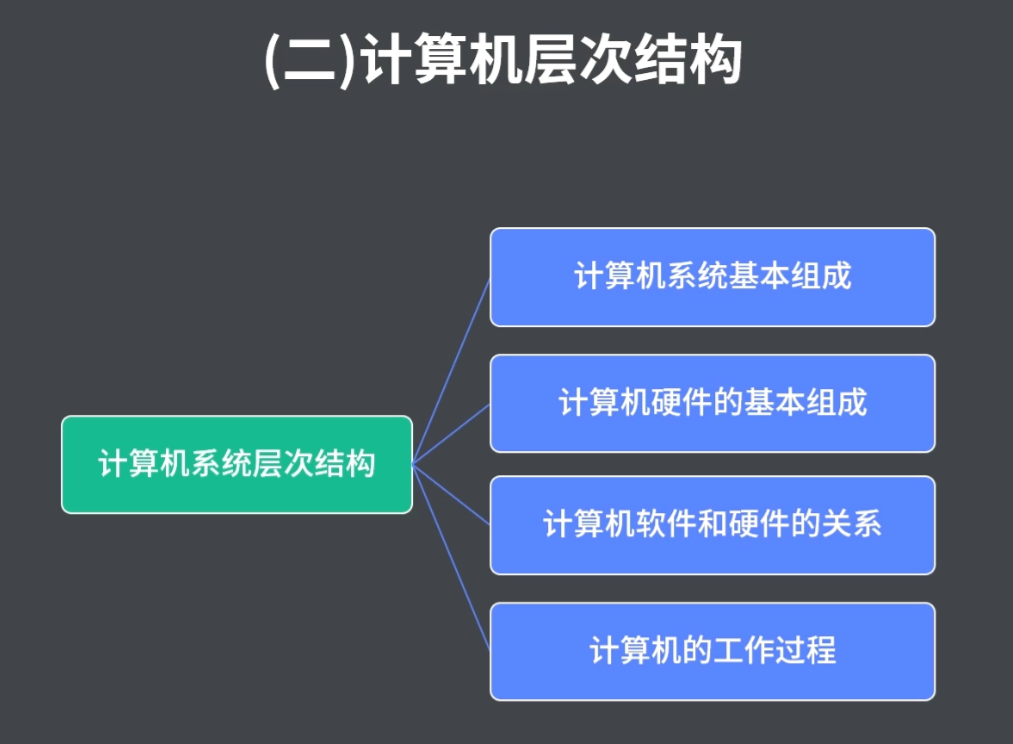 (二)计算机层次结构
计算机系统基本组成
计算机硬件的基本组成
计算机系统层次结构
计算机软件和硬件的关系
计算机的工作过程